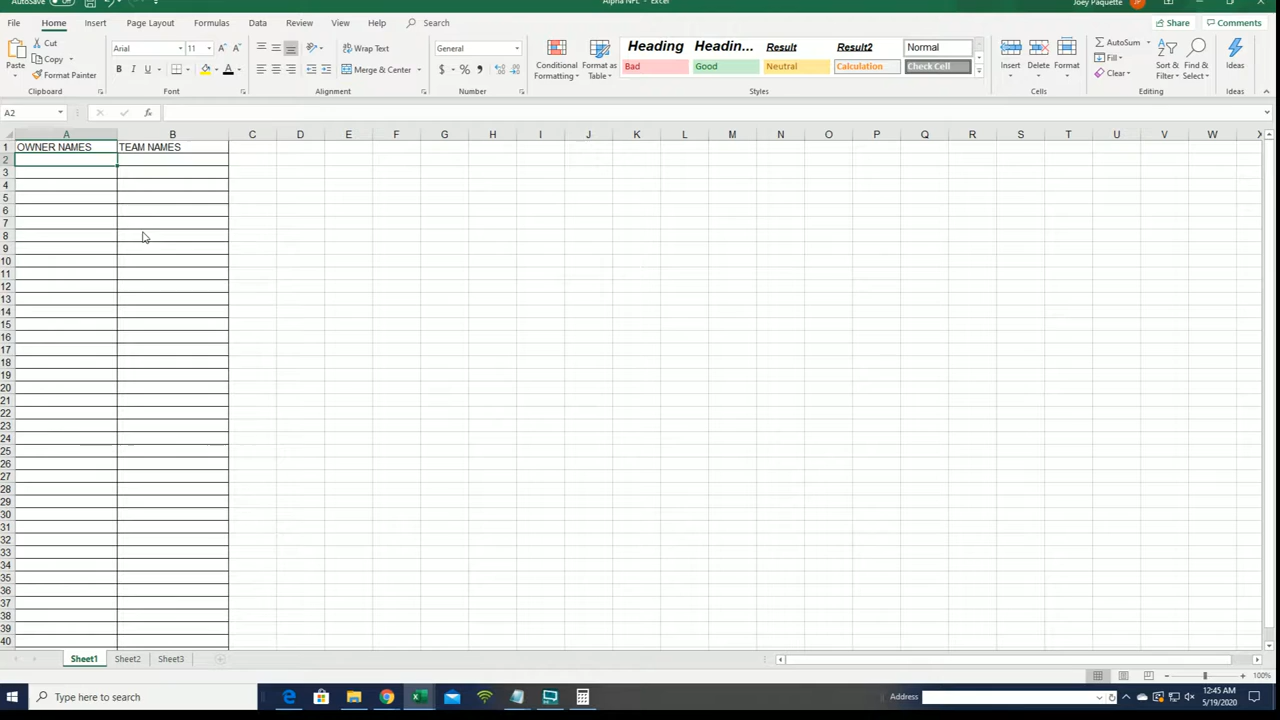 AutoSave
Alpha NFL - Excel
Joey Paquette
JP
File Home Insert Page Layout Formulas Data Review View Help Search
Share Comments
Paste
Cut
Copy
Format Painter
Clipboard
Arial 11
B I U
Font
Wrap Text
Merge & Center
Alignment
General
$ % ,
Number
Conditional Formatting
Format as Table
Heading Headin... Result Result2 Normal
Bad Good Neutral Calculation Check Cell
Styles
Insert Delete Format
Cells
AutoSum
Fill
Clear
Sort & Filter
Find & Select
Editing
Ideas
Ideas
A2
fx
A B C D E F G H I J K L M N O P Q R S T U V W X
1 OWNER NAMES TEAM NAMES
2
3
4
5
6
7
8
9
10
11
12
13
14
15
16
17
18
19
20
21
22
23
24
25
26
27
28
29
30
31
32
33
34
35
36
37
38
39
40
Sheet1 Sheet2 Sheet3
100%
Type here to search
Address
12:45 AM
5/19/2020